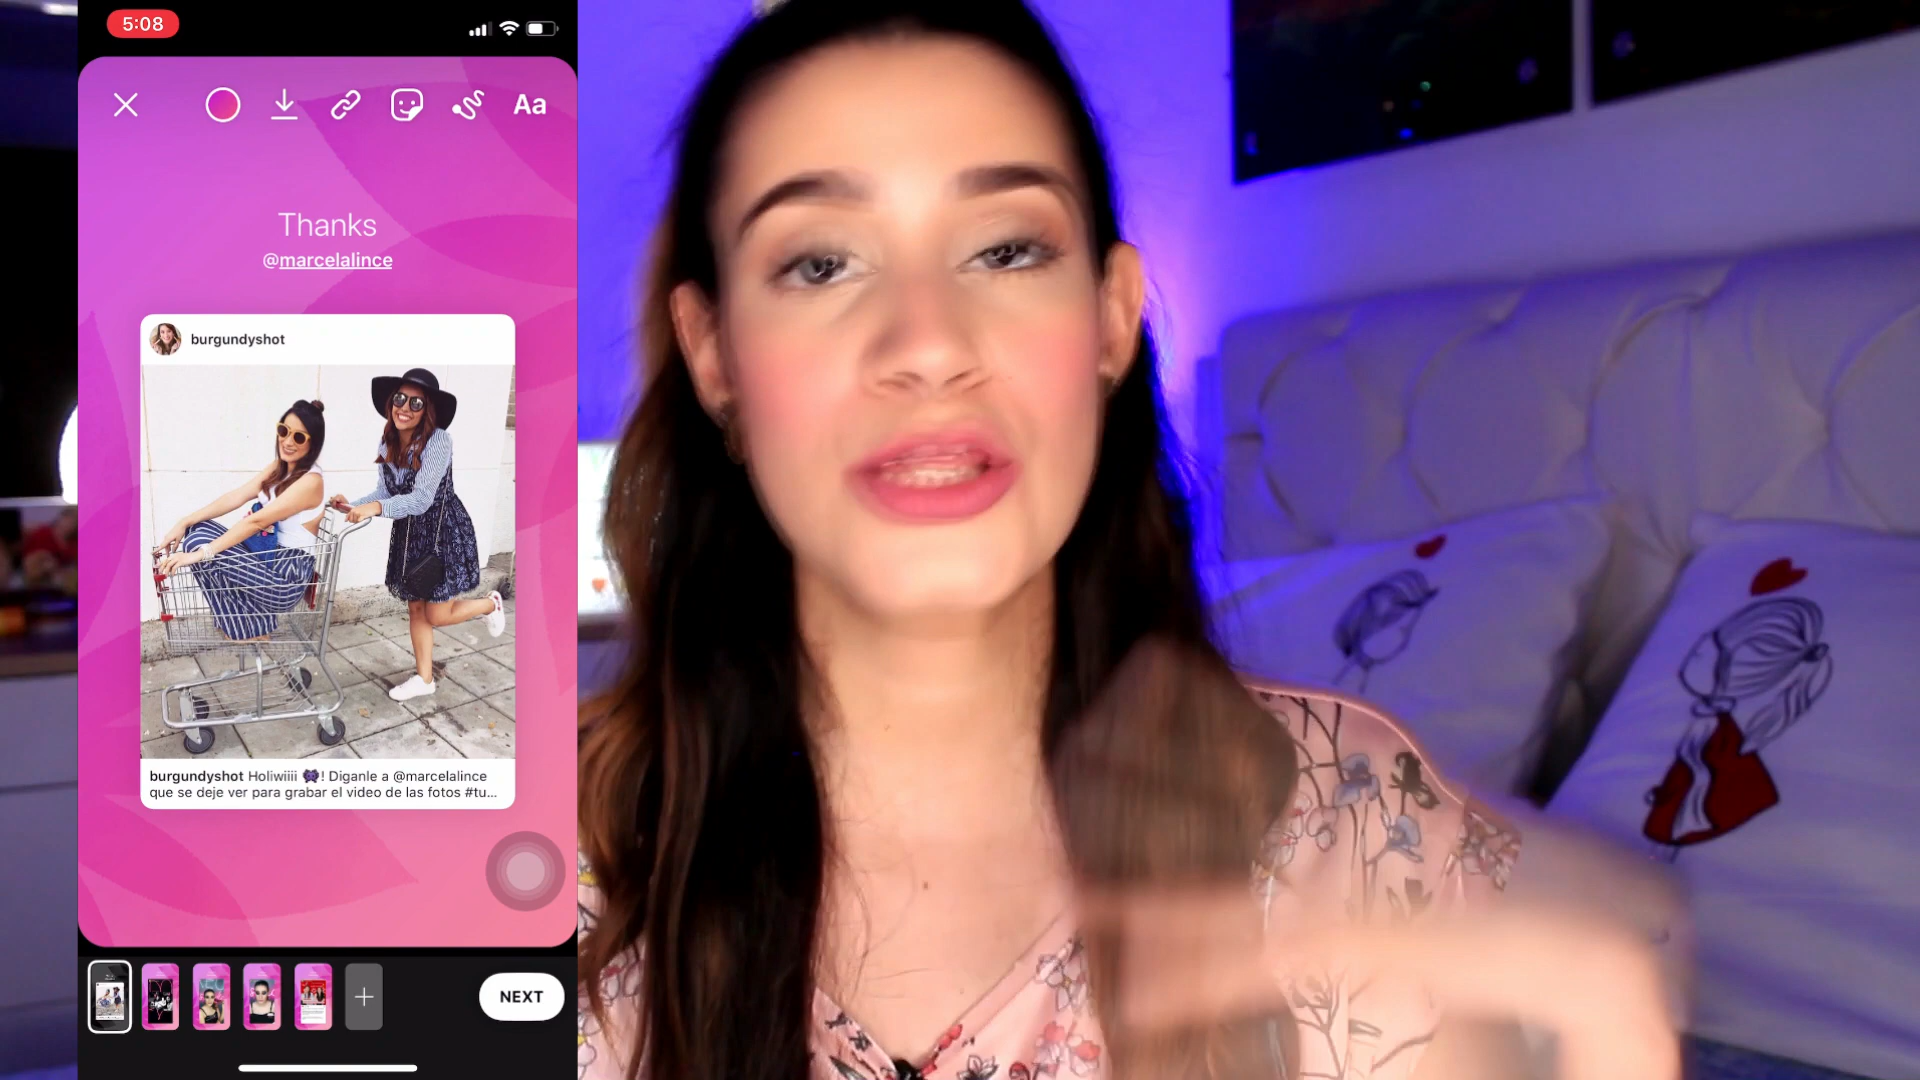 5:08
Aa
Thanks
@marcelalince
burgundyshot
burgundyshot Holiwiiii 👾! Diganle a @marcelalince
que se deje ver para grabar el video de las fotos #tu...
NEXT